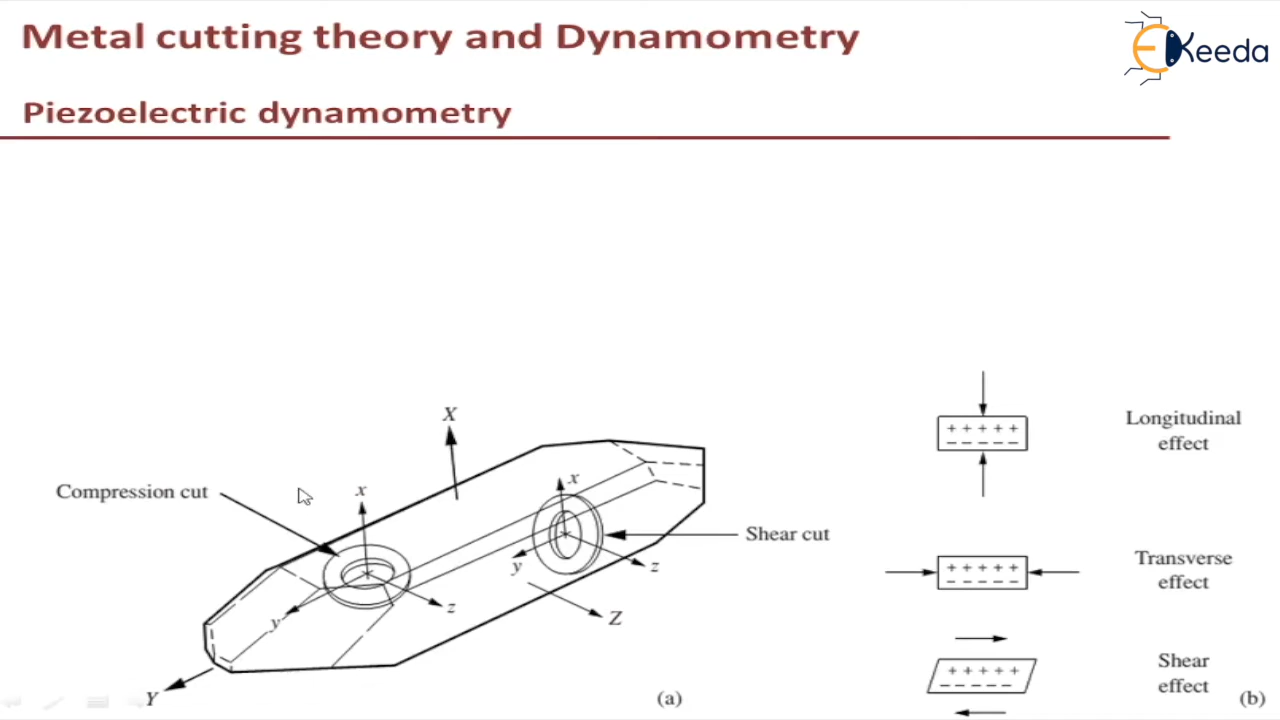 Metal cutting theory and Dynamometry
EKeeda
Piezoelectric dynamometry
X
Compression cut
x
x
Shear cut
y
z
z
y
Z
Y
(a)
+ + + + +
– – – – –
Longitudinal
effect
+ + + + +
– – – – –
Transverse
effect
+ + + + +
– – – – –
Shear
effect
(b)